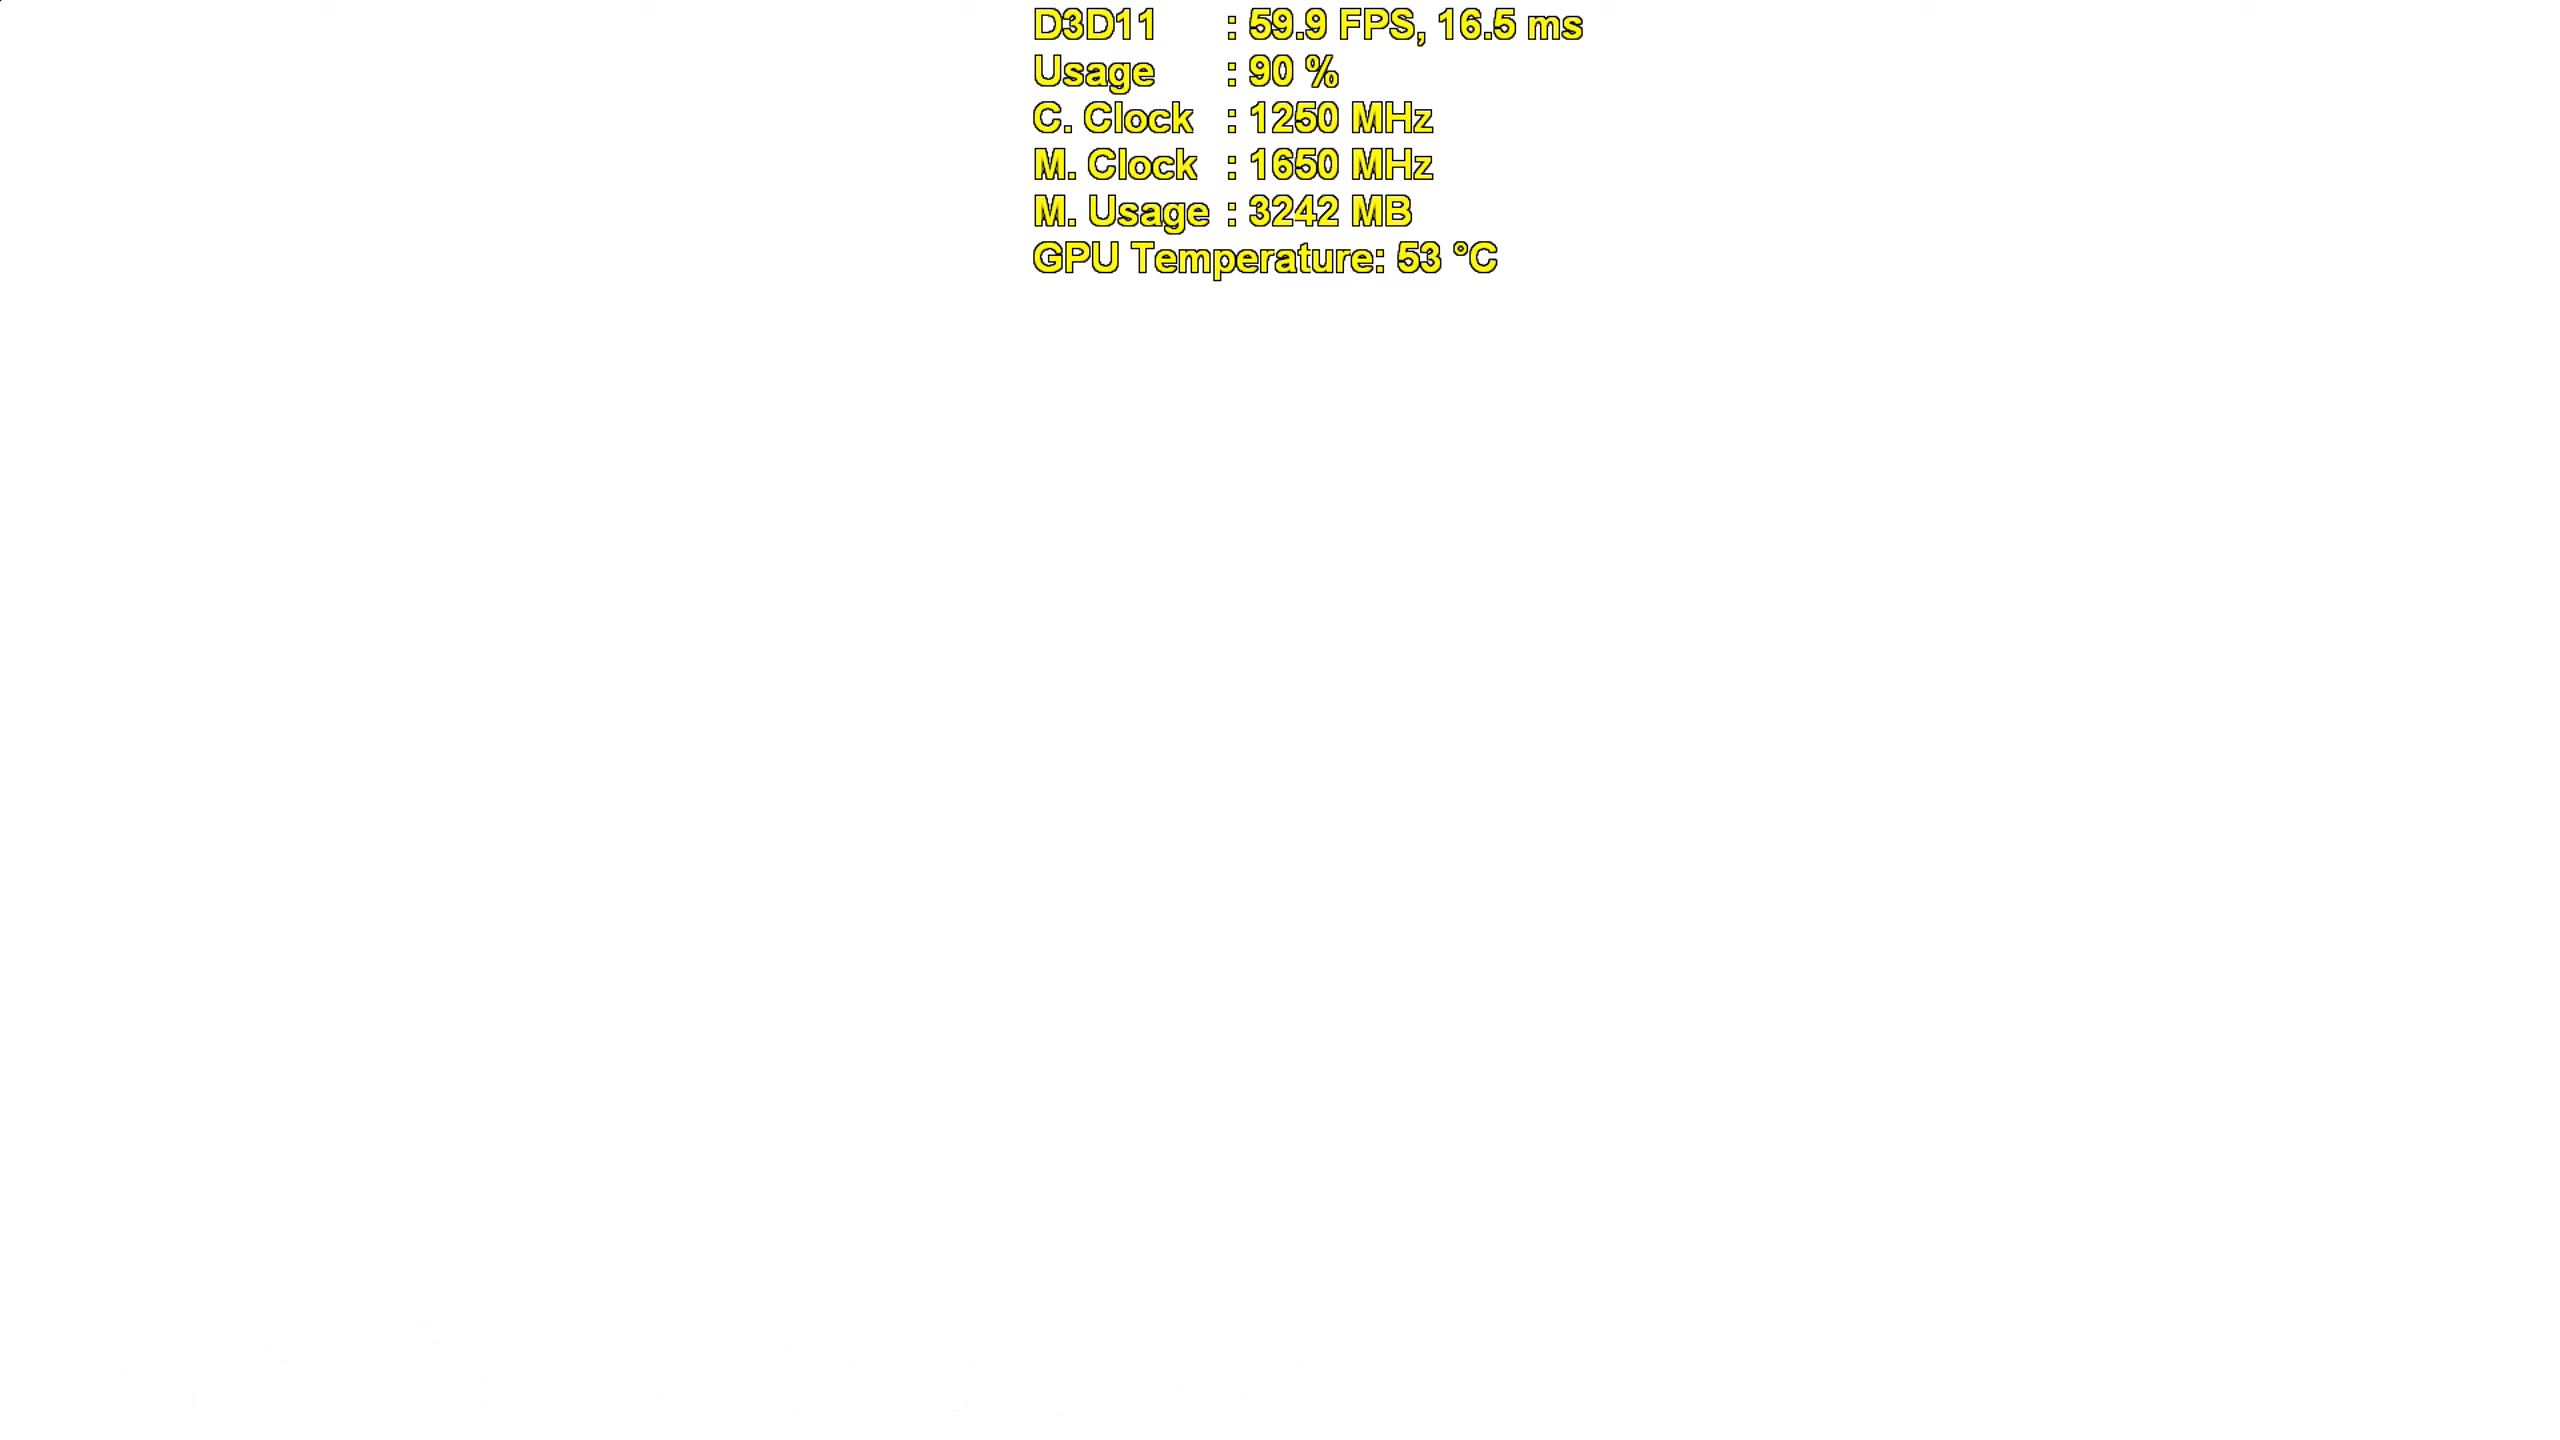 D3D11 : 59.9 FPS, 16.5 ms
Usage : 90 %
C. Clock : 1250 MHz
M. Clock : 1650 MHz
M. Usage : 3242 MB
GPU Temperature: 53 °C